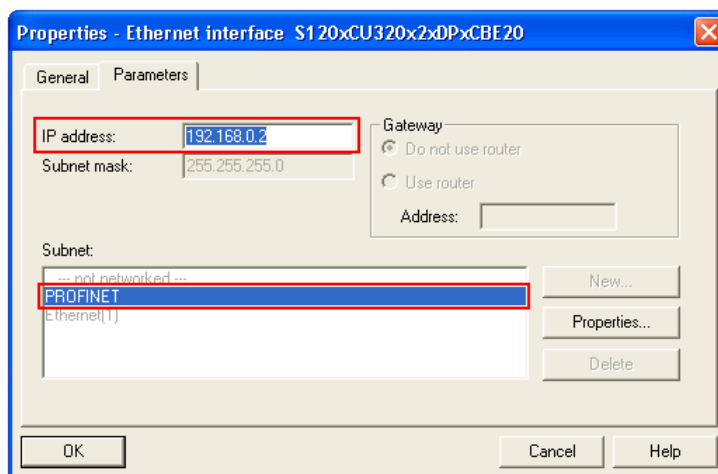 Properties - Ethernet interface S120xCU320x2xDPxCBE20
General
Parameters
IP address:
192.168.0.2
Subnet mask:
255.255.255.0
Gateway
Do not use router
Use router
Address:
Subnet:
--- not networked ---
PROFINET
Ethernet(1)
New...
Properties...
Delete
OK
Cancel
Help